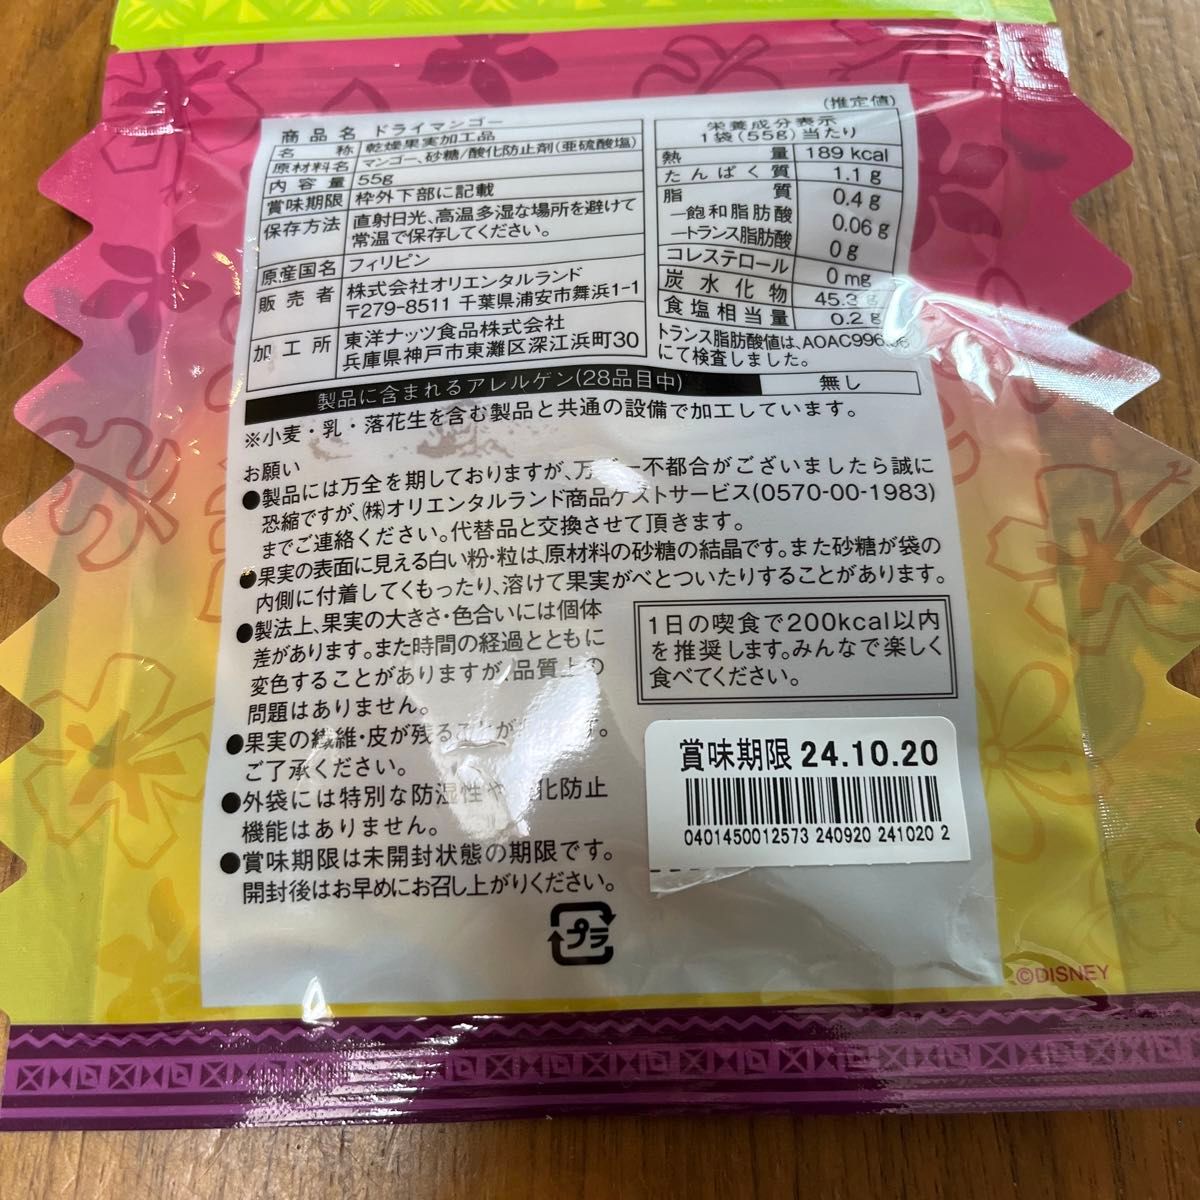 (推定値)
商品名 ドライマンゴー
名称 乾燥果実加工品
原材料名 マンゴー、砂糖/酸化防止剤(亜硫酸塩)
内容量 55g
賞味期限 枠外下部に記載
保存方法 直射日光、高温多湿な場所を避けて
常温で保存してください。
原産国名 フィリピン
販売者 株式会社オリエンタルランド
〒279-8511 千葉県浦安市舞浜1-1
加工所 東洋ナッツ食品株式会社
兵庫県神戸市東灘区深江浜町30
栄養成分表示
1袋(55g)当たり
熱量 189 kcal
たんぱく質 1.1 g
脂質 0.4 g
―飽和脂肪酸 0.06 g
―トランス脂肪酸 0 g
コレステロール 0 mg
炭水化物 45.3 g
食塩相当量 0.2 g
トランス脂肪酸値は、AOAC996.06
にて検査しました。
製品に含まれるアレルゲン(28品目中) 無し
※小麦・乳・落花生を含む製品と共通の設備で加工しています。
お願い
●製品には万全を期しておりますが、万が一不都合がございましたら誠に
恐縮ですが、(株)オリエンタルランド商品ゲストサービス(0570-00-1983)
までご連絡ください。代替品と交換させて頂きます。
●果実の表面に見える白い粉・粒は、原材料の砂糖の結晶です。また砂糖が袋の
内側に付着してくもったり、溶けて果実がべとついたりすることがあります。
●製法上、果実の大きさ・色合いには個体
差があります。また時間の経過とともに
変色することがありますが、品質上の
問題はありません。
●果実の繊維・皮が残ることが
ご了承ください。
●外袋には特別な防湿性や 化防止
機能はありません。
●賞味期限は未開封状態の期限です。
開封後はお早めにお召し上がりください。
1日の喫食で200kcal以内
を推奨します。みんなで楽しく
食べてください。
賞味期限 24.10.20
0401450012573 240920 241020 2
プラ
©DISNEY